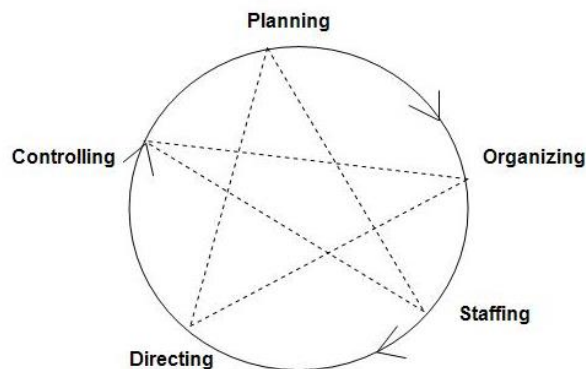 Planning
Organizing
Staffing
Directing
Controlling